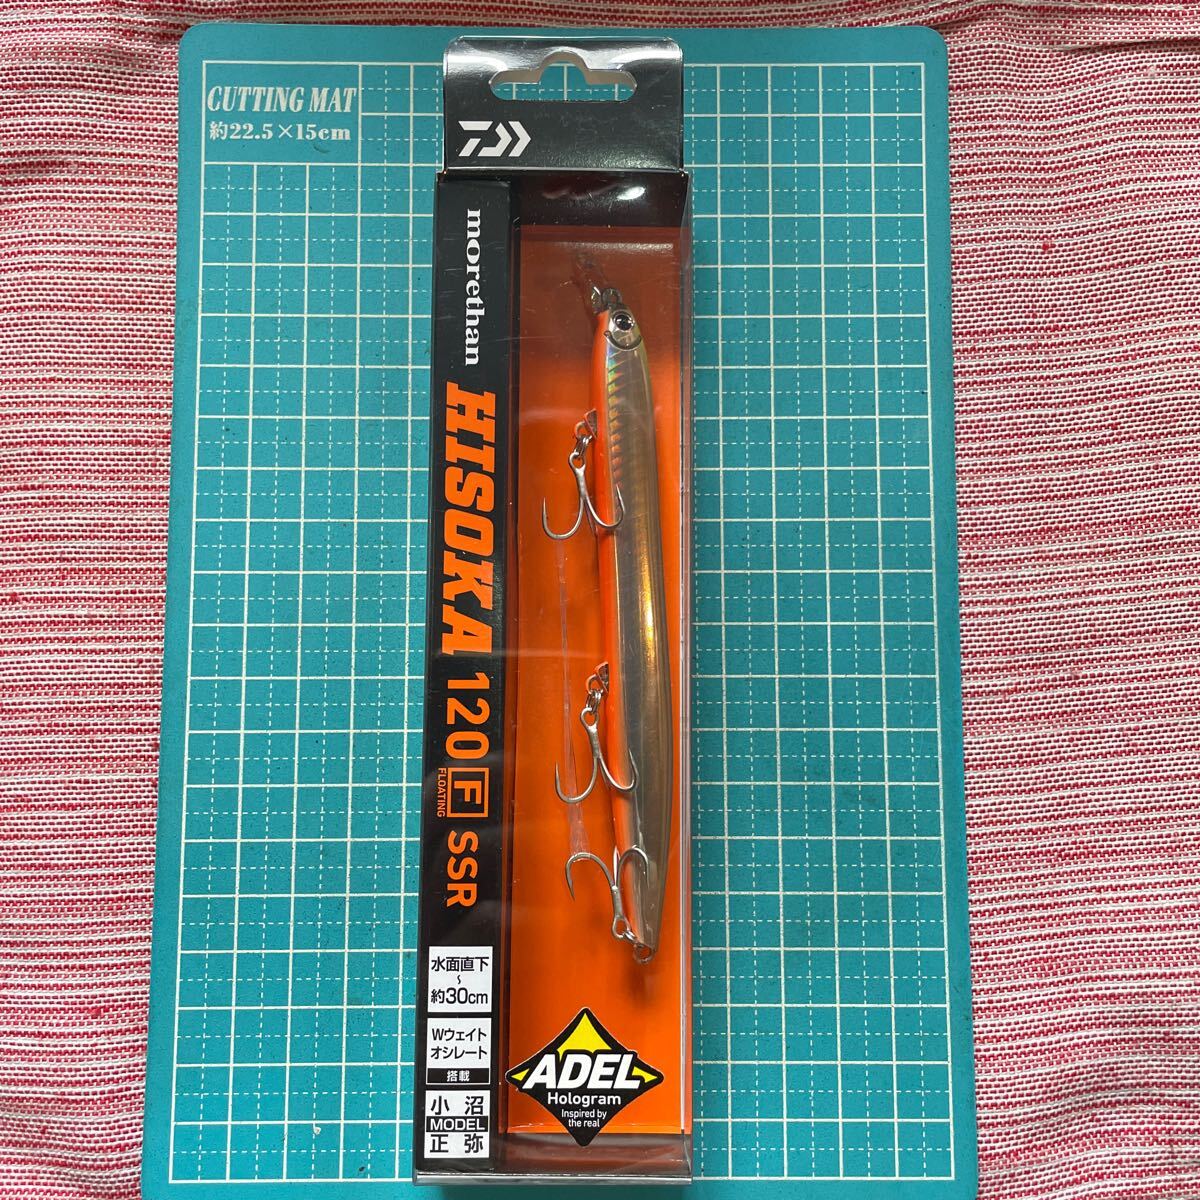 CUTTING MAT
約22.5×15cm
morethan
HISOKA 120 F SSR
FLOATING
水面直下
~
約30cm
Wウェイト
オシレート
搭載
小沼
MODEL
正弥
ADEL
Hologram
Inspired by
the real